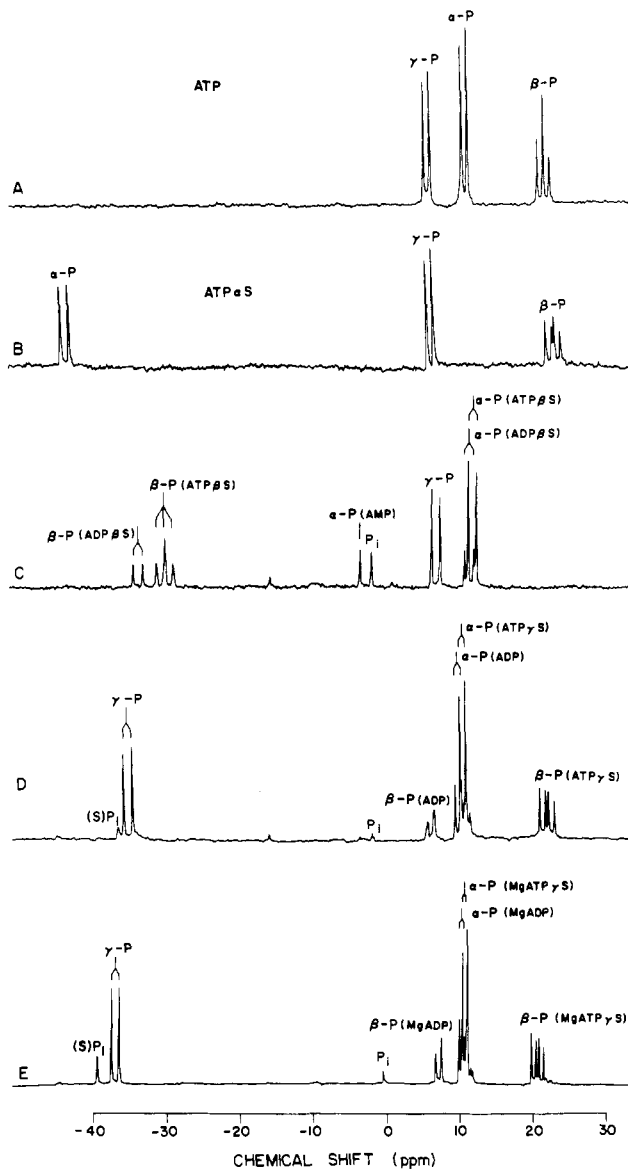 α-P
γ-P
β-P
ATP
A
α-P
ATPαS
γ-P
β-P
B
α-P(ATPβS)
α-P(ADPβS)
β-P(ATPβS)
β-P(ADPβS)
α-P(AMP)
Pi
γ-P
C
α-P(ATPγS)
α-P(ADP)
γ-P
D
(S)Pi
Pi
β-P(ADP)
β-P(ATPγS)
α-P (MgATPγS)
α-P(MgADP)
γ-P
(S)Pi
Pi
β-P(MgADP)
β-P(MgATPγS)
E
-40 -30 -20 -10 0 10 20 30
CHEMICAL SHIFT (ppm)